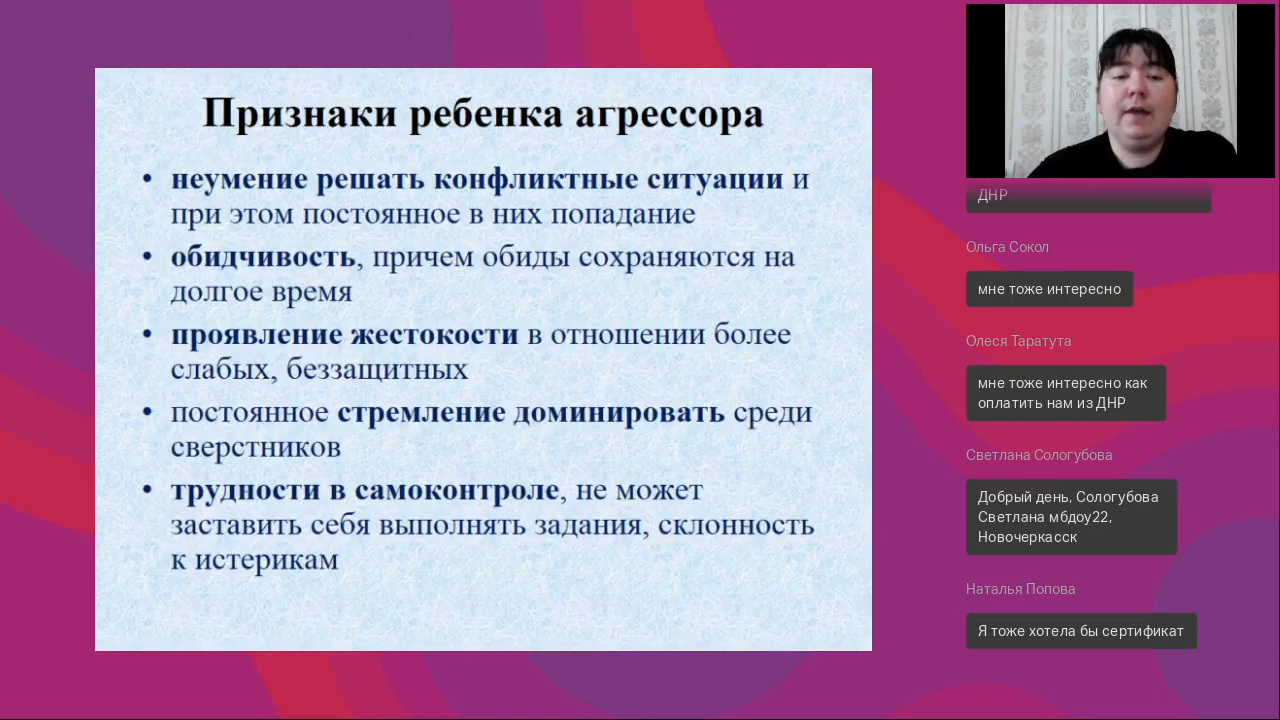 Признаки ребенка агрессора
• неумение решать конфликтные ситуации и
при этом постоянное в них попадание
• обидчивость, причем обиды сохраняются на
долгое время
• проявление жестокости в отношении более
слабых, беззащитных
• постоянное стремление доминировать среди
сверстников
• трудности в самоконтроле, не может
заставить себя выполнять задания, склонность
к истерикам
ДНР
Ольга Сокол
мне тоже интересно
Олеся Таратута
мне тоже интересно как
оплатить нам из ДНР
Светлана Сологубова
Добрый день, Сологубова
Светлана мбдоу22,
Новочеркасск
Наталья Попова
Я тоже хотела бы сертификат